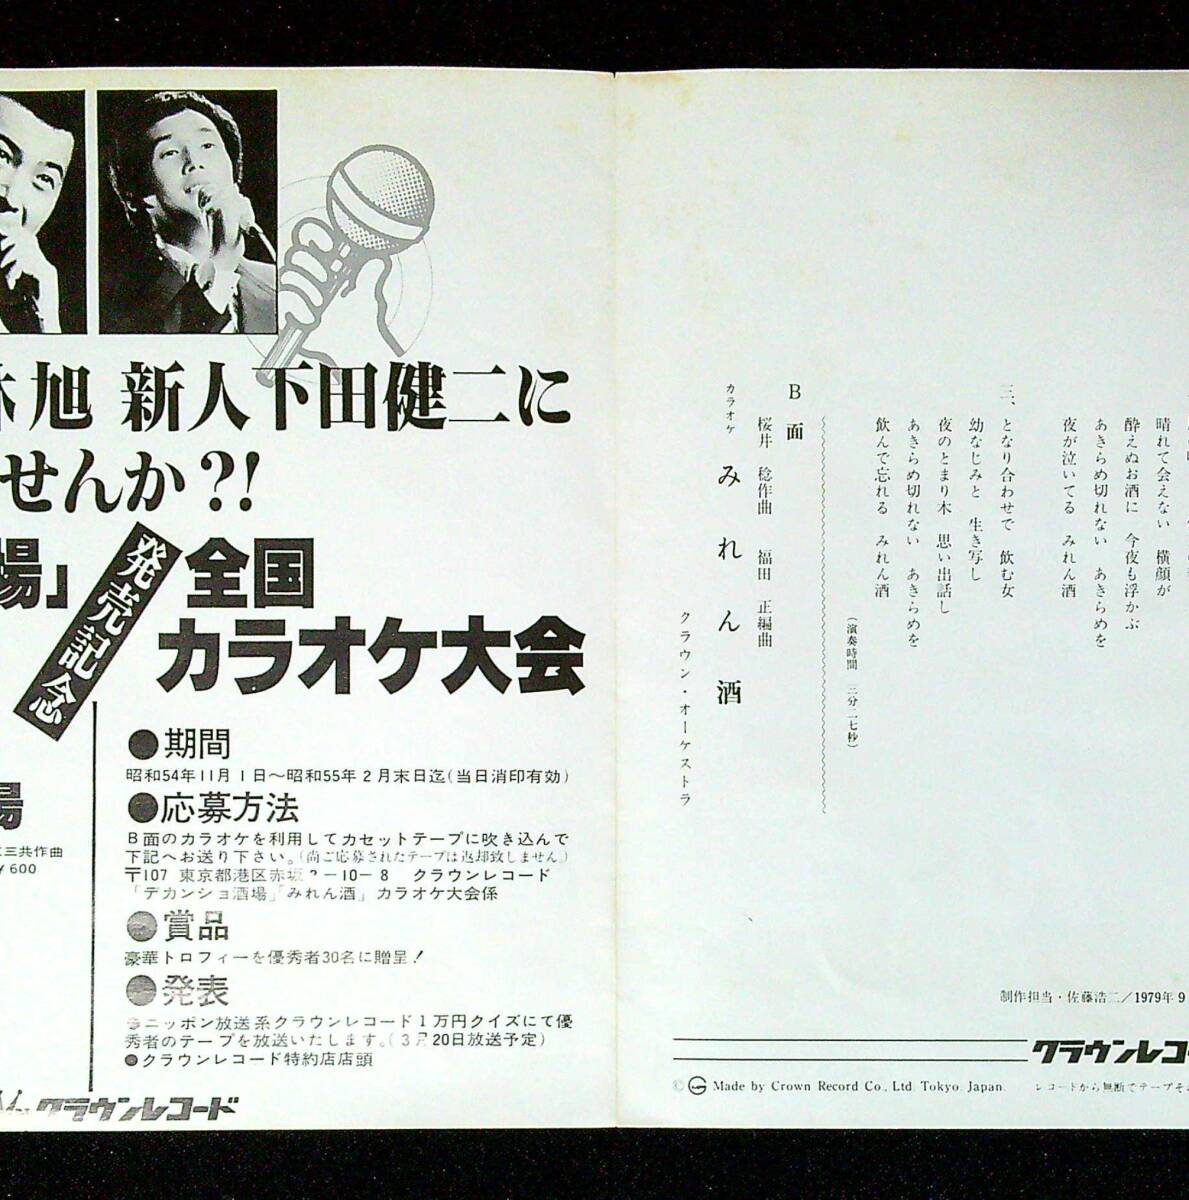 林旭 新人下田健二に
せんか?!
場」
発売記念
全国
カラオケ大会
場
三共作曲
¥600
●期間
昭和54年11月1日〜昭和55年2月末日迄(当日消印有効)
●応募方法
B面のカラオケを利用してカセットテープに吹き込んで
下記へお送り下さい。(尚ご応募されたテープは返却致しません。)
〒107 東京都港区赤坂2-10-8 クラウンレコード
「デカンショ酒場」「みれん酒」カラオケ大会係
●賞品
豪華トロフィーを優秀者30名に贈呈!
●発表
●ニッポン放送系クラウンレコード1万円クイズにて優
秀者のテープを放送いたします。(3月20日放送予定)
●クラウンレコード特約店店頭
クラウンレコード
晴れて会えない 横顔が
酔えぬお酒に 今夜も浮かぶ
あきらめ切れない あきらめを
夜が泣いてる みれん酒
三、となり合わせで 飲む女
幼なじみと 生き写し
夜のとまり木 思い出話し
あきらめ切れない あきらめを
飲んで忘れる みれん酒
(演奏時間 三分二七秒)
B面
桜井 稔作曲 福田 正編曲
カラオケ みれん酒
クラウン・オーケストラ
制作担当・佐藤浩二/1979年9
クラウンレコ
© Made by Crown Record Co., Ltd. Tokyo. Japan.
レコードから無断でテープその